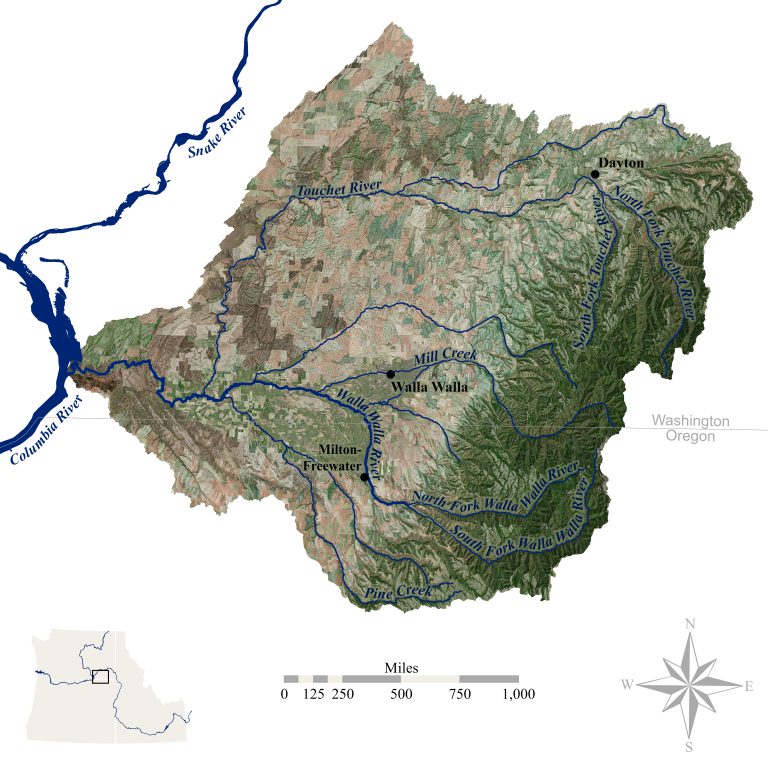 Snake River
Dayton
Touchet River
North Fork Touchet River
South Fork Touchet River
Mill Creek
Walla Walla
Walla Walla River
Columbia River
Washington
Oregon
Milton-
Freewater
North Fork Walla Walla River
South Fork Walla Walla River
Pine Creek
N
Miles
W
E
0 125 250 500 750 1,000
S